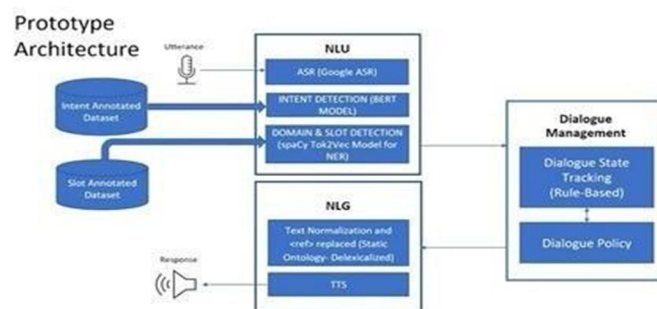 Prototype
Architecture
Utterance
NLU
ASR (Google ASR)
Intent Annotated
Dataset
INTENT DETECTION (BERT
MODEL)
DOMAIN & SLOT DETECTION
(spaCy Tok2Vec Model for
NER)
Slot Annotated
Dataset
Dialogue
Management
Dialogue State
Tracking
(Rule-Based)
Dialogue Policy
NLG
Text Normalization and
<ref> replaced (Static
Ontology- Delexicalized)
TTS
Response